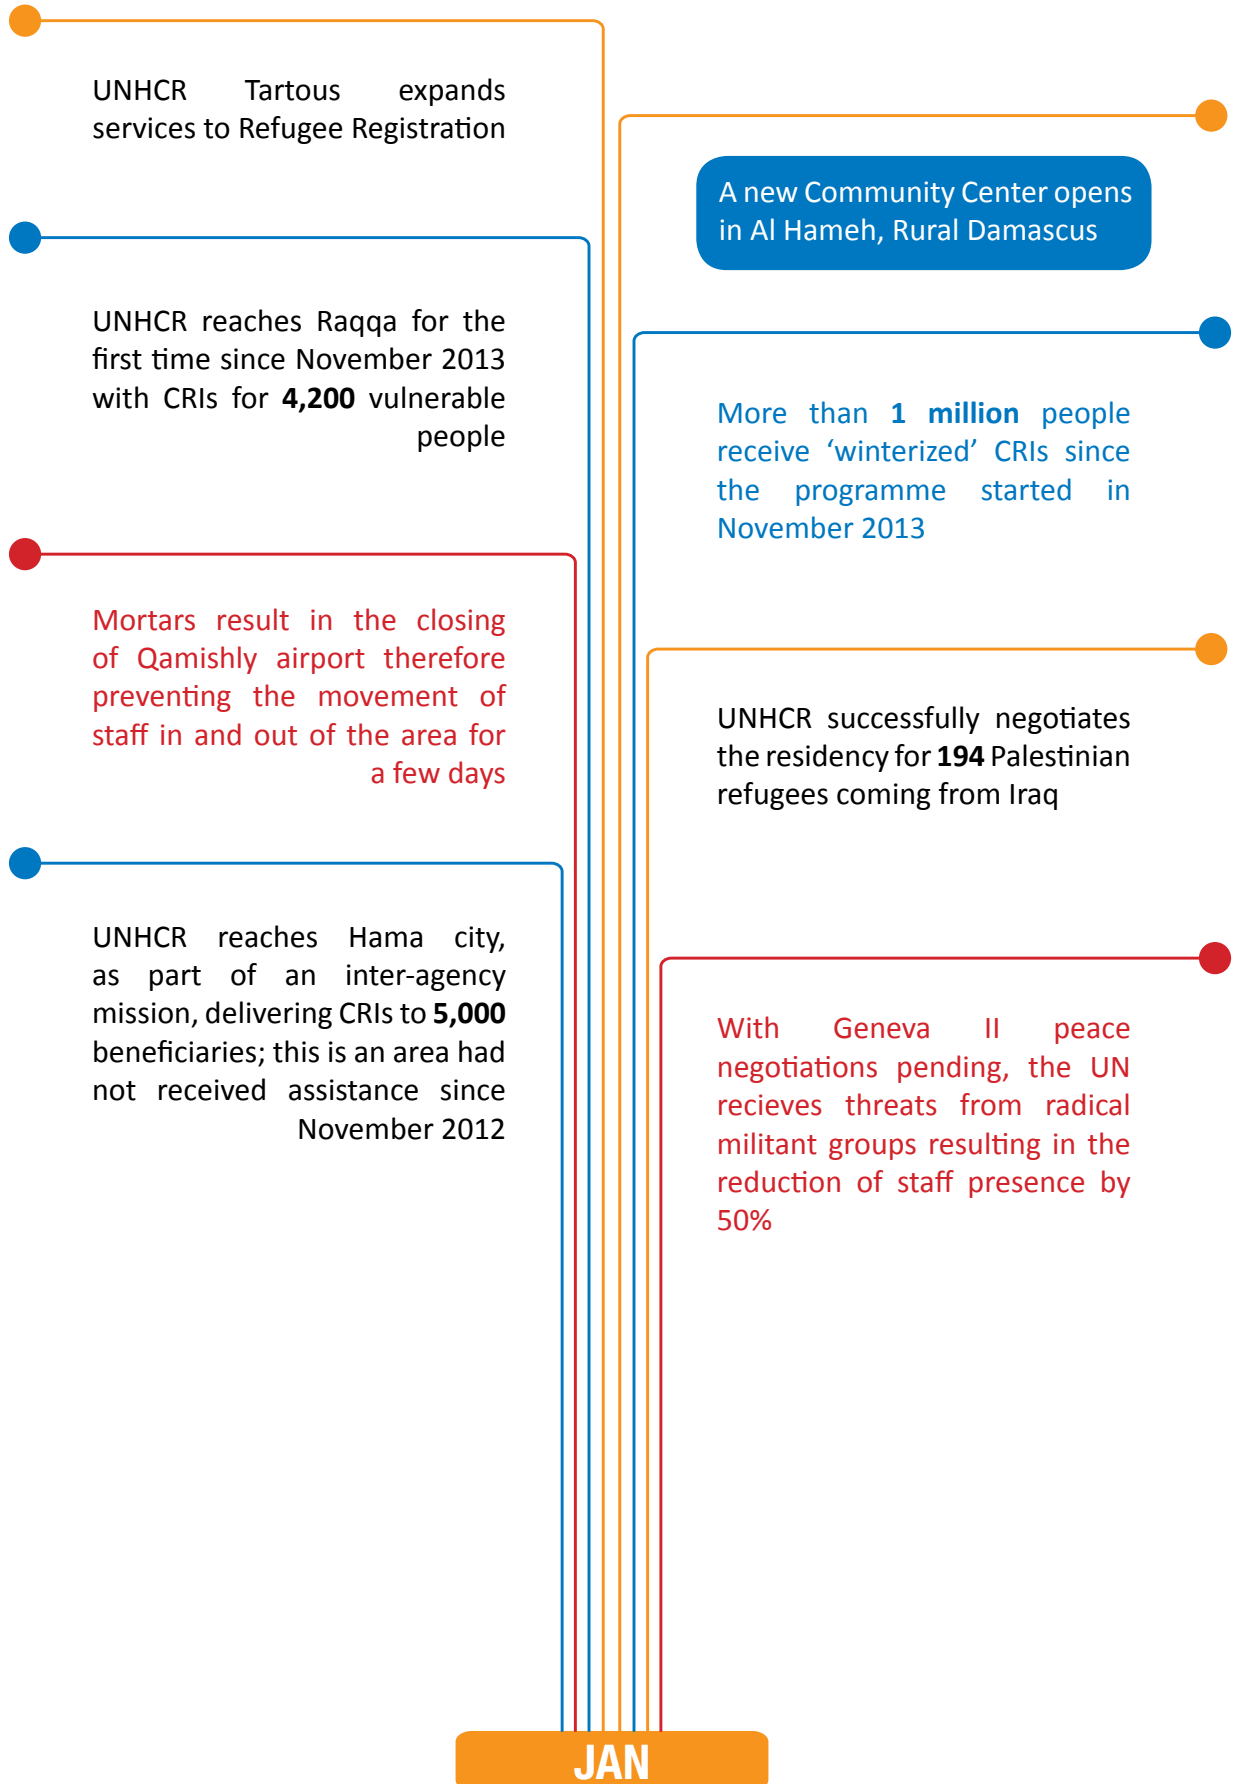 UNHCR Tartous expands
services to Refugee Registration
UNHCR reaches Raqqa for the
first time since November 2013
with CRIs for 4,200 vulnerable
people
Mortars result in the closing
of Qamishly airport therefore
preventing the movement of
staff in and out of the area for
a few days
UNHCR reaches Hama city,
as part of an inter-agency
mission, delivering CRIs to 5,000
beneficiaries; this is an area had
not received assistance since
November 2012
A new Community Center opens
in Al Hameh, Rural Damascus
More than 1 million people
receive ‘winterized’ CRIs since
the programme started in
November 2013
UNHCR successfully negotiates
the residency for 194 Palestinian
refugees coming from Iraq
With Geneva II peace
negotiations pending, the UN
recieves threats from radical
militant groups resulting in the
reduction of staff presence by
50%
JAN